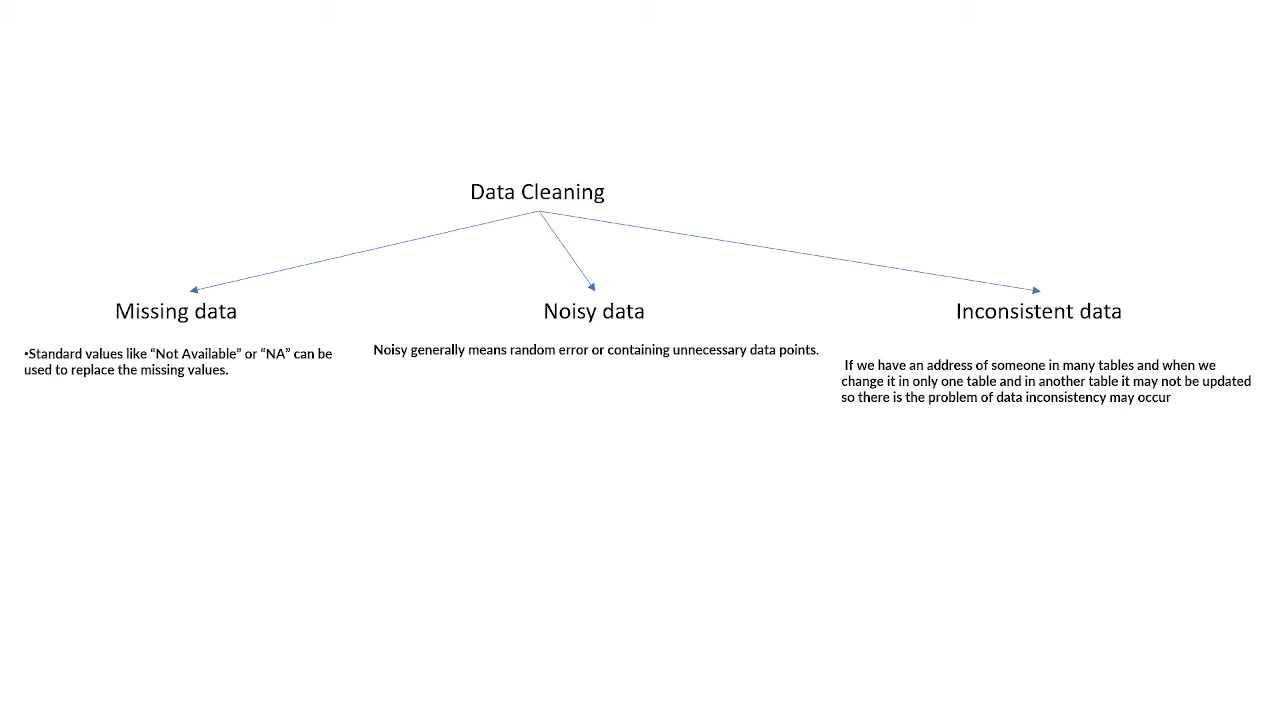 Data Cleaning
Missing data
Noisy data
Inconsistent data
•Standard values like “Not Available” or “NA” can be
used to replace the missing values.
Noisy generally means random error or containing unnecessary data points.
If we have an address of someone in many tables and when we
change it in only one table and in another table it may not be updated
so there is the problem of data inconsistency may occur